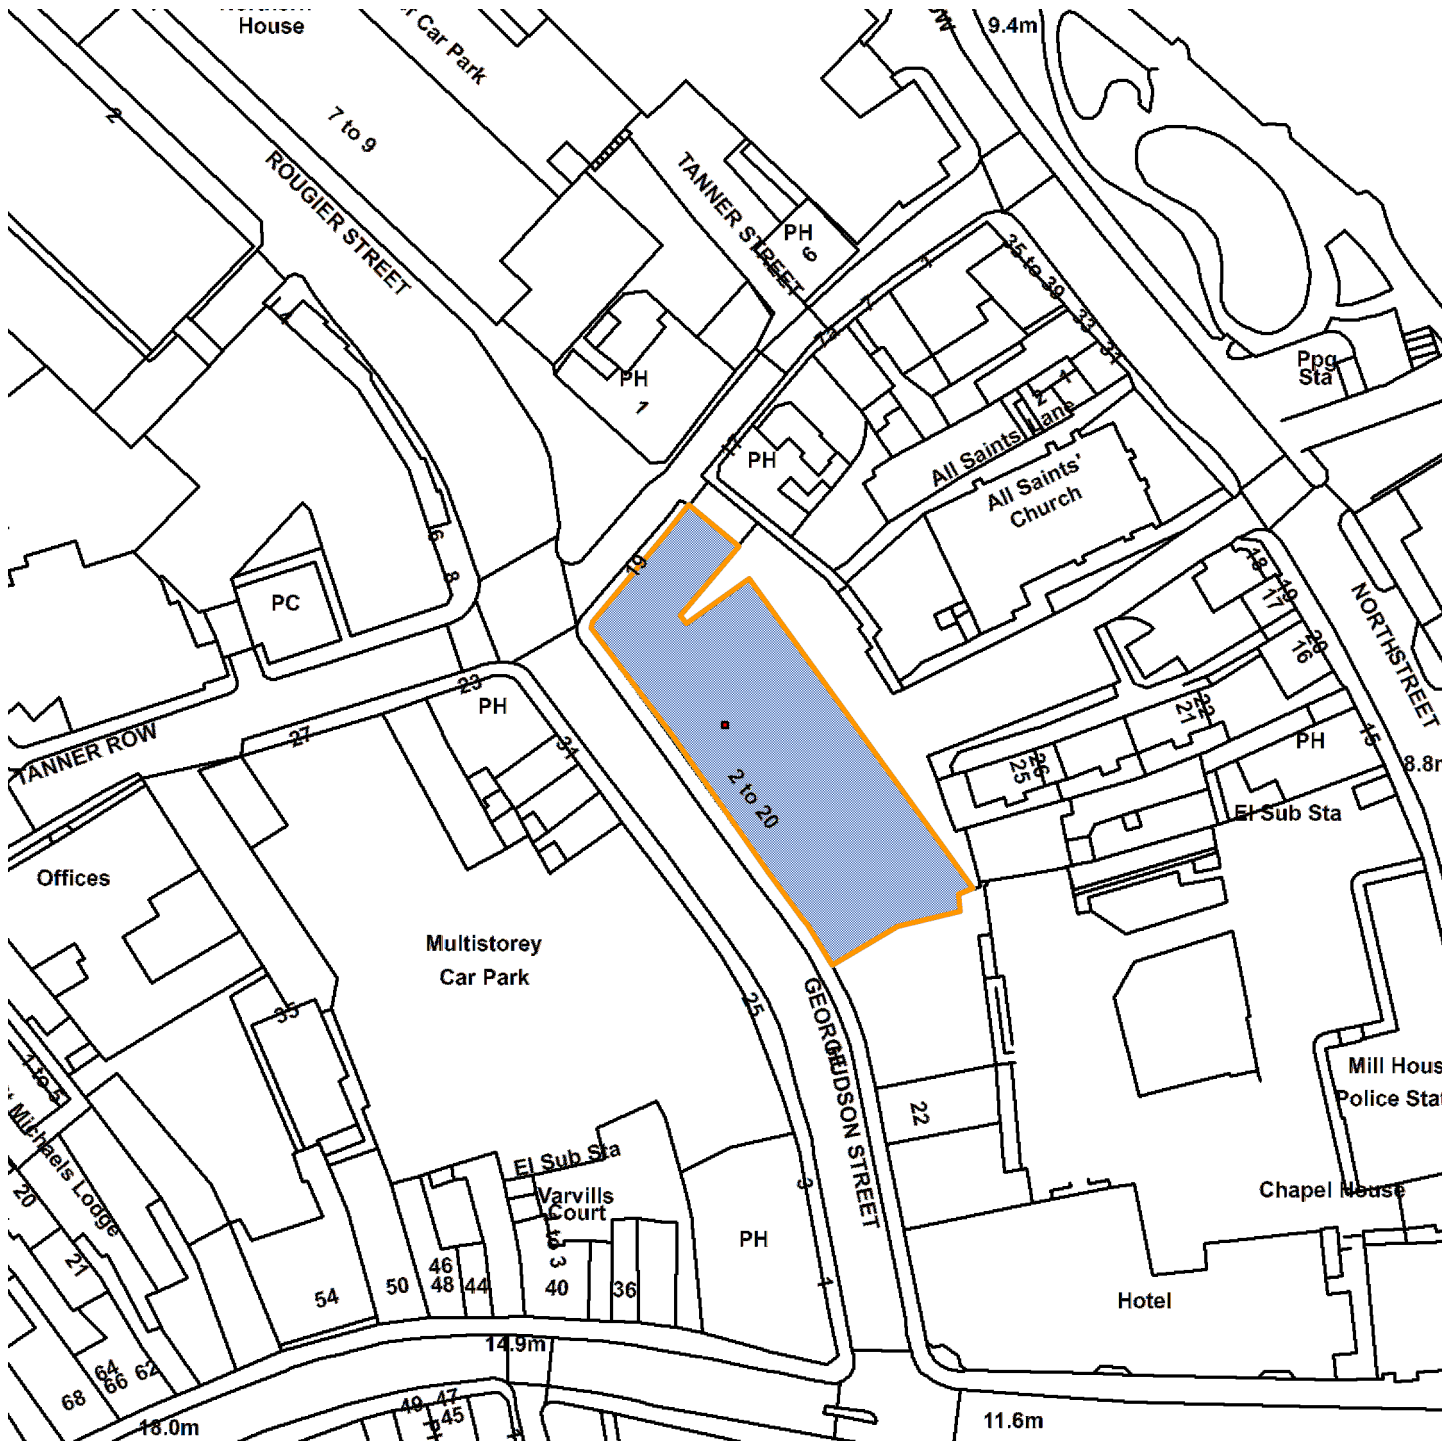 House
Car Park
9.4m
2
7 to 9
ROUGIER STREET
TANNER STREET
PH
6
7
35 to 39
33
31
Ppg
Sta
PH
1
1
2
All Saints' Lane
PH
All Saints'
Church
6
8
19
PC
18
19
17
20
16
NORTH STREET
23
PH
27
TANNER ROW
34
22
21
PH
15
26
25
8.8m
2 to 20
El Sub Sta
Offices
Multistorey
Car Park
25
GEORGE HUDSON STREET
35
1 to 5
Michaels Lodge
22
Mill House
Police Stat
El Sub Sta
Varvills
Court
1 to 3
3
Chapel House
20
21
PH
46
48
44
50
40
36
54
1
Hotel
14.9m
64
66
62
68
49
47
45
18.0m
11.6m